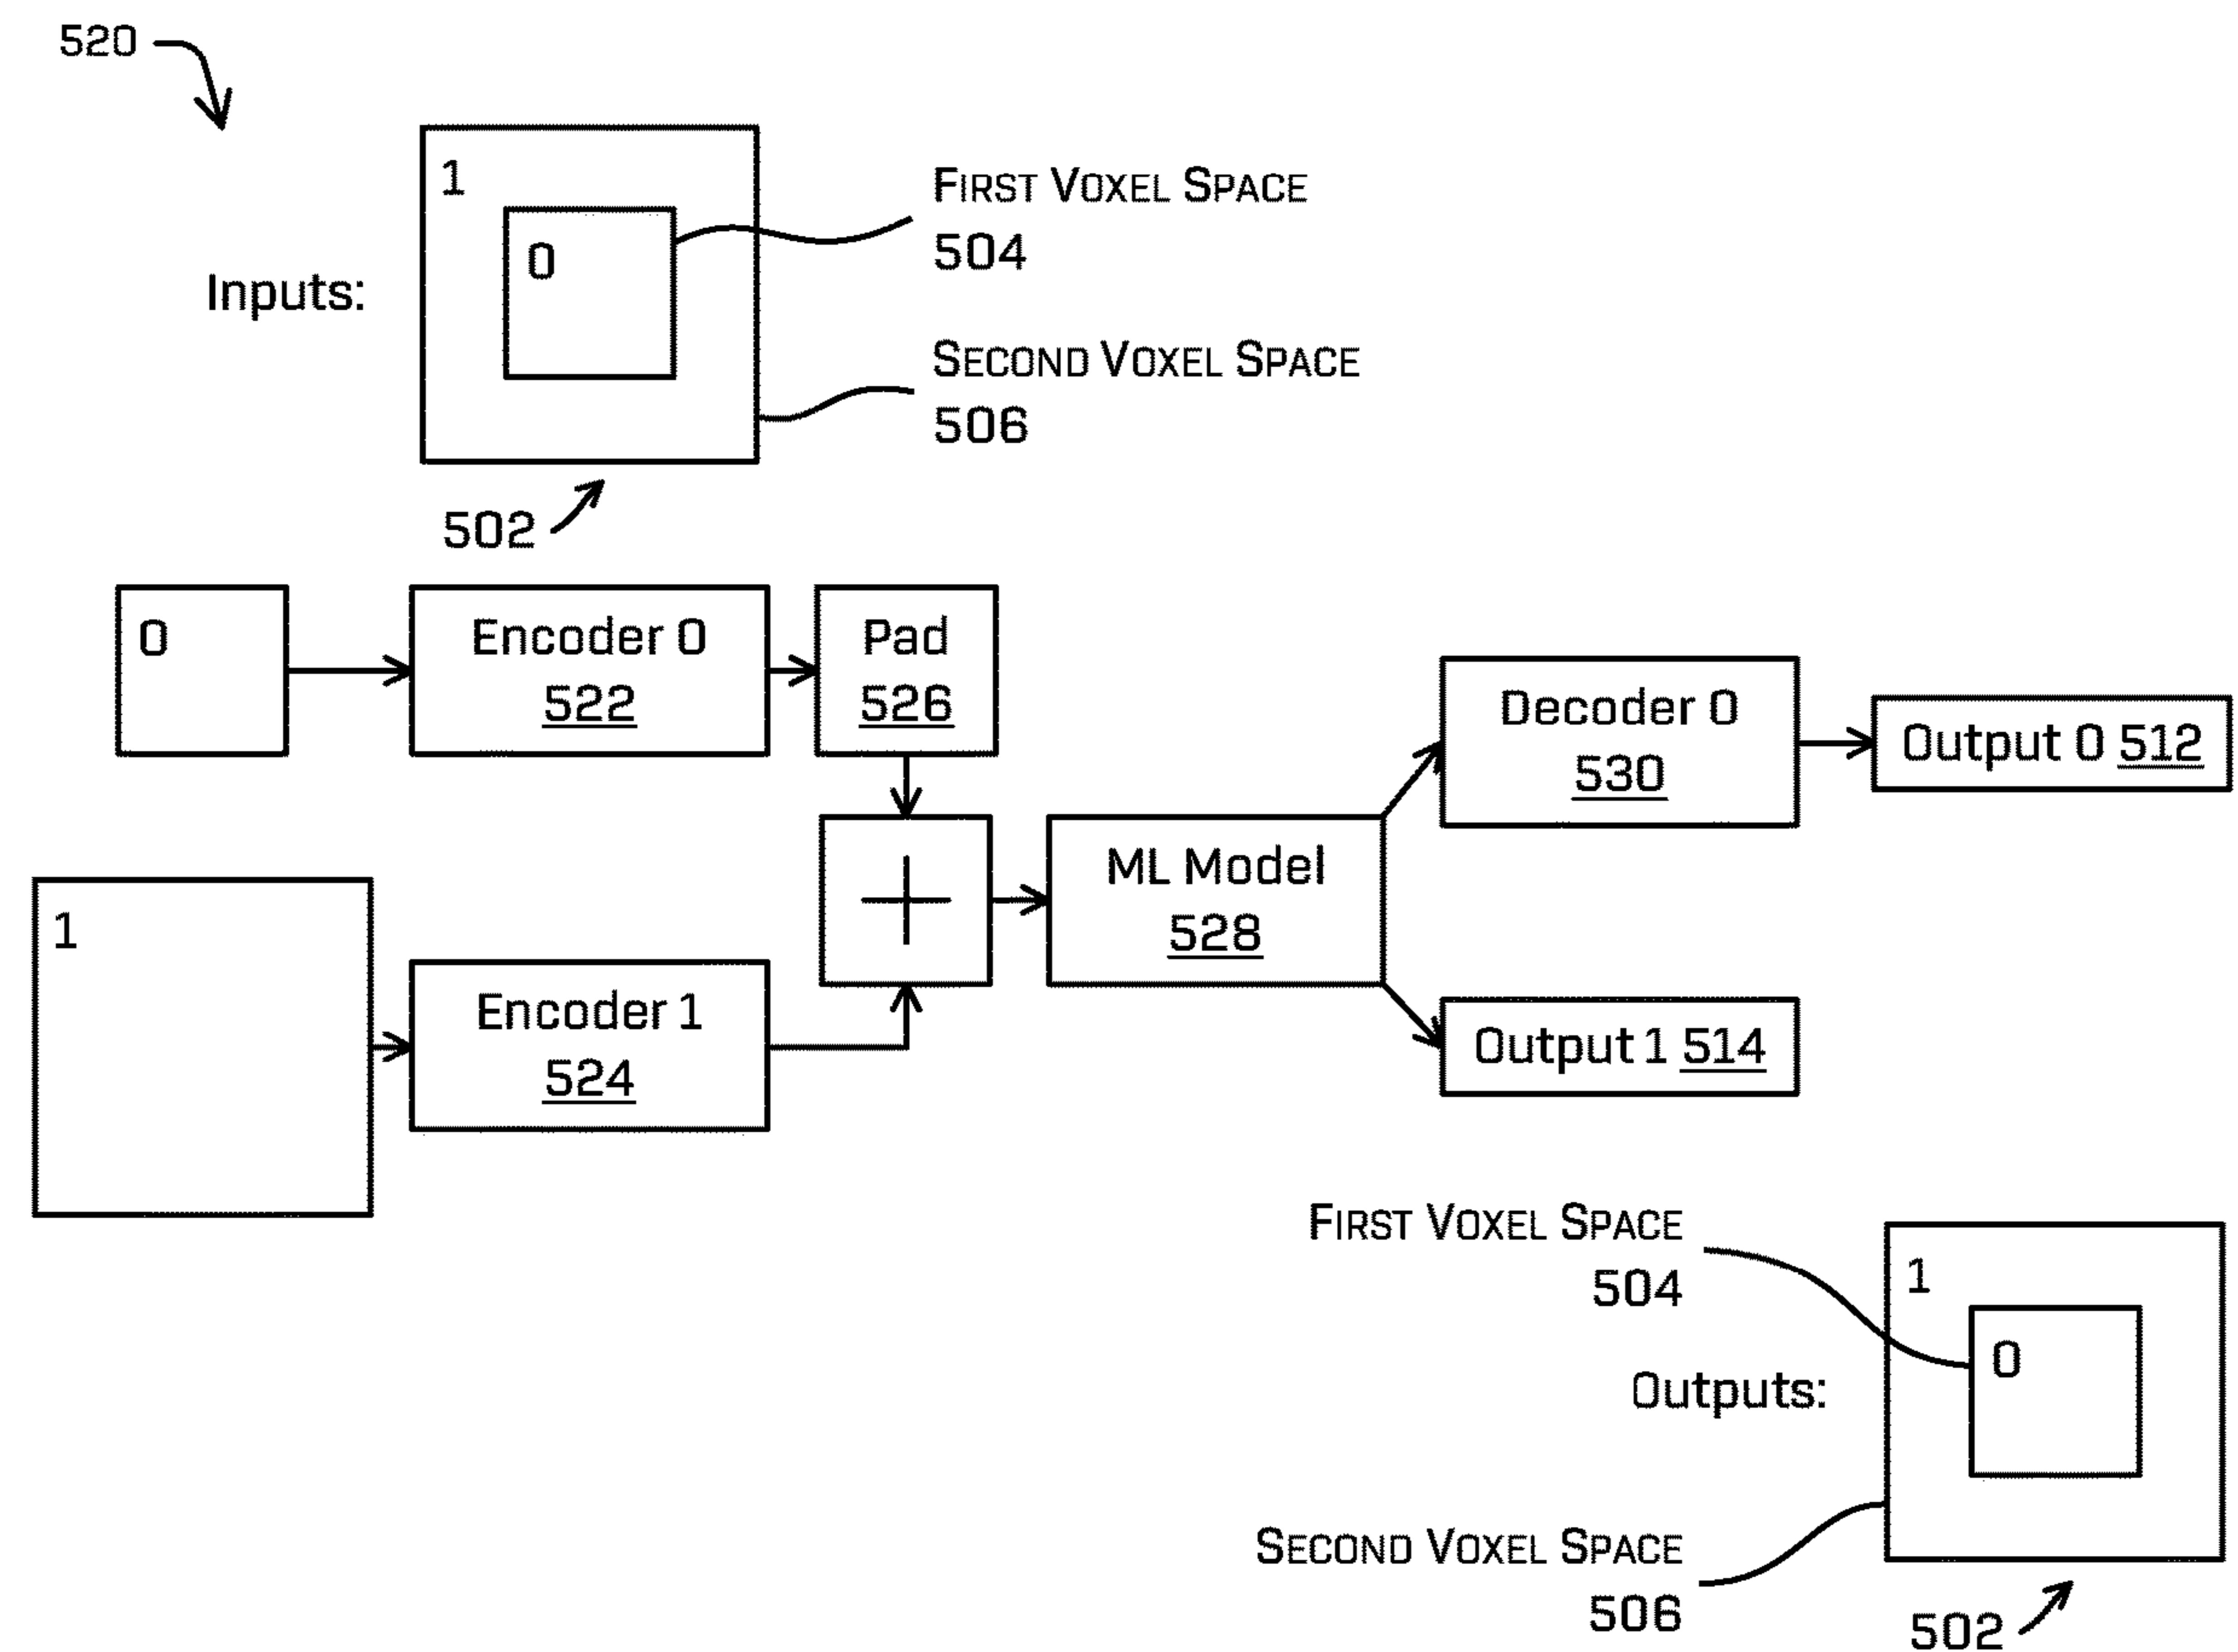 520
1
FIRST VOXEL SPACE
504
0
Inputs:
SECOND VOXEL SPACE
506
502
0
Encoder 0
522
Pad
526
Decoder 0
530
Output 0 512
1
Encoder 1
524
ML Model
528
Output 1 514
FIRST VOXEL SPACE
504
1
0
Outputs:
SECOND VOXEL SPACE
506
502